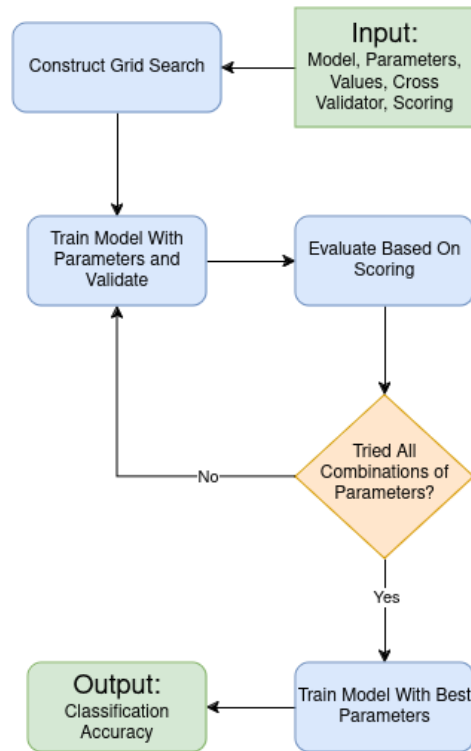 Input:
Model, Parameters,
Values, Cross
Validator, Scoring
Construct Grid Search
Train Model With
Parameters and
Validate
Evaluate Based On
Scoring
Tried All
Combinations of
Parameters?
No
Yes
Train Model With Best
Parameters
Output:
Classification
Accuracy